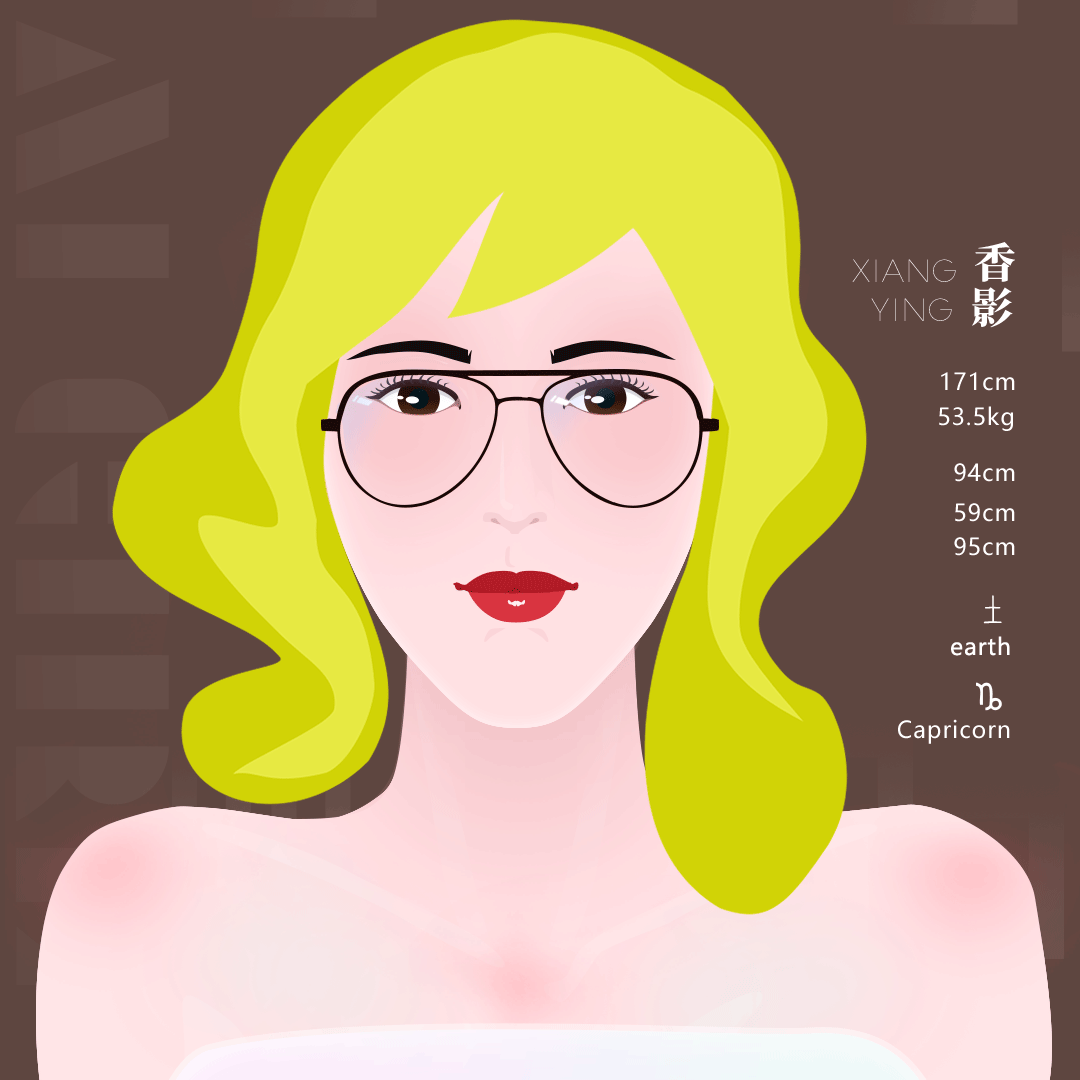 香影
XIANG
YING
171cm
53.5kg
94cm
59cm
95cm
土
earth
♑
Capricorn